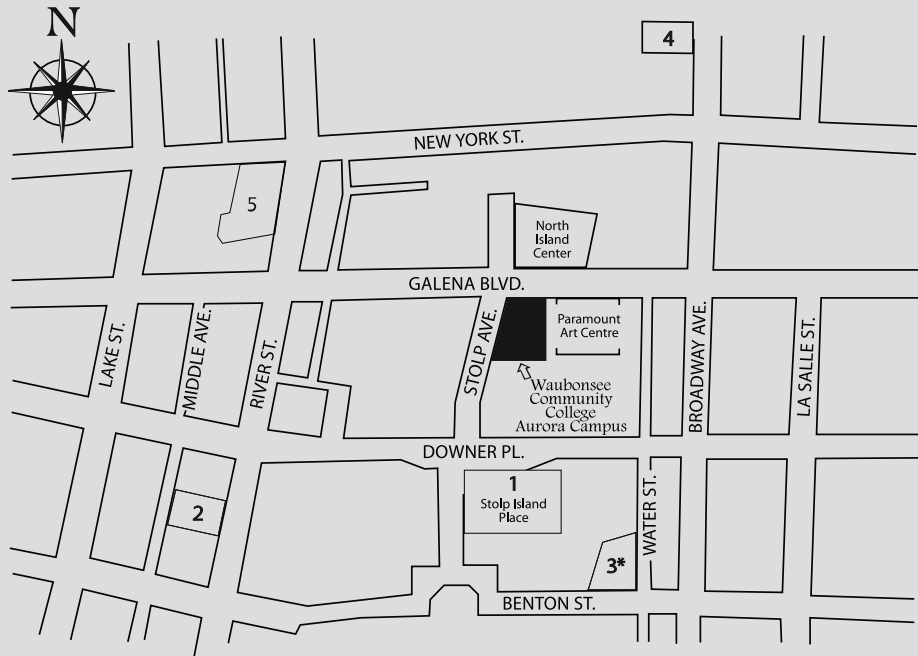 N
4
NEW YORK ST.
5
North
Island
Center
GALENA BLVD.
LAKE ST.
MIDDLE AVE.
RIVER ST.
STOLP AVE.
Paramount
Art Centre
BROADWAY AVE.
LA SALLE ST.
Waubonsee
Community
College
Aurora Campus
DOWNER PL.
1
Stolp Island
Place
2
WATER ST.
3*
BENTON ST.